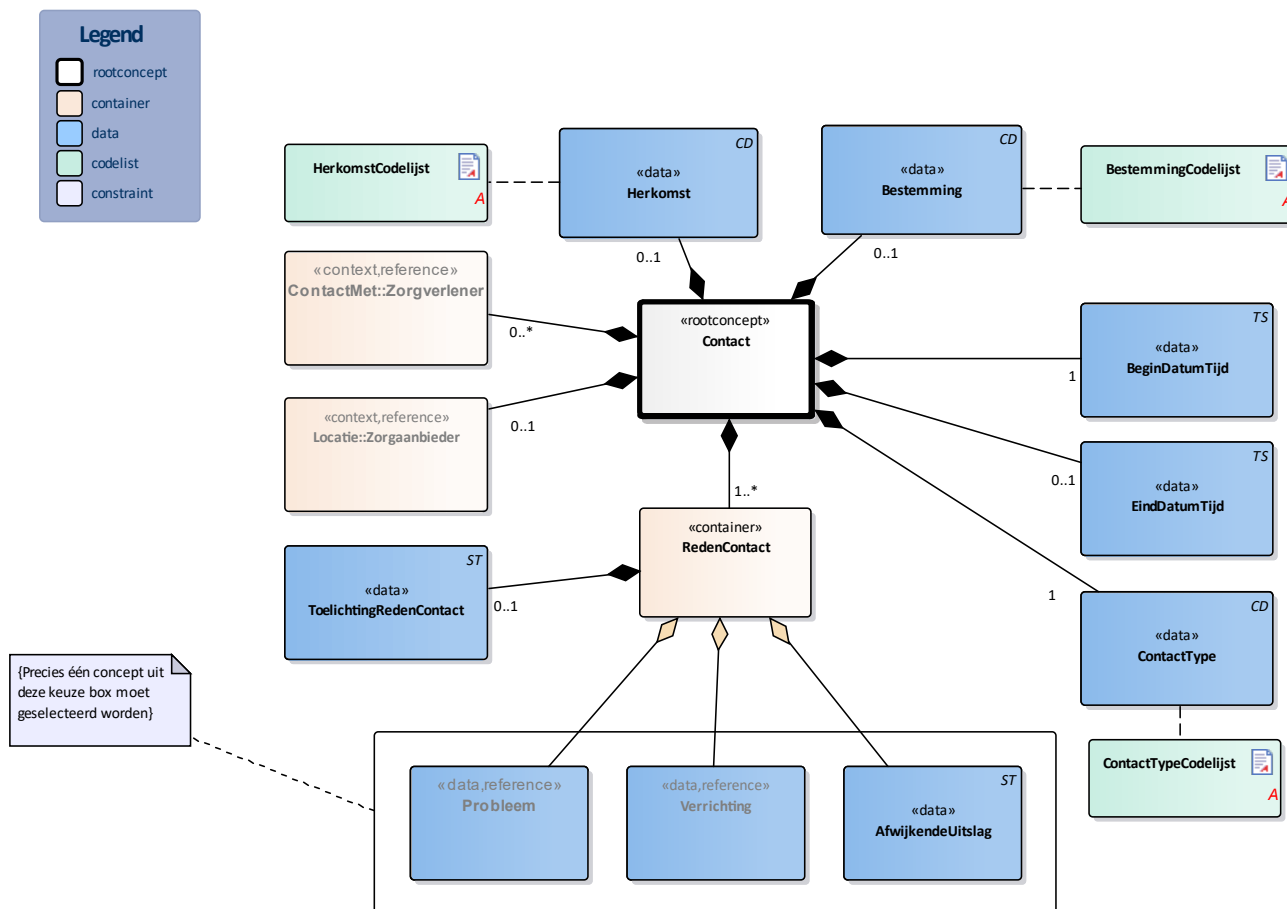 Legend
rootconcept
container
data
codelist
constraint
HerkomstCodelijst
A
CD
«data»
Herkomst
0..1
CD
«data»
Bestemming
0..1
BestemmingCodelijst
A
«context,reference»
ContactMet::Zorgverlener
0..*
«rootconcept»
Contact
TS
«data»
BeginDatumTijd
1
«context,reference»
Locatie::Zorgaanbieder
0..1
TS
«data»
EindDatumTijd
0..1
1..*
«container»
RedenContact
ST
«data»
ToelichtingRedenContact
0..1
1
CD
«data»
ContactType
{Precies één concept uit
deze keuze box moet
geselecteerd worden}
ContactTypeCodelijst
A
«data,reference»
Probleem
«data,reference»
Verrichting
ST
«data»
AfwijkendeUitslag